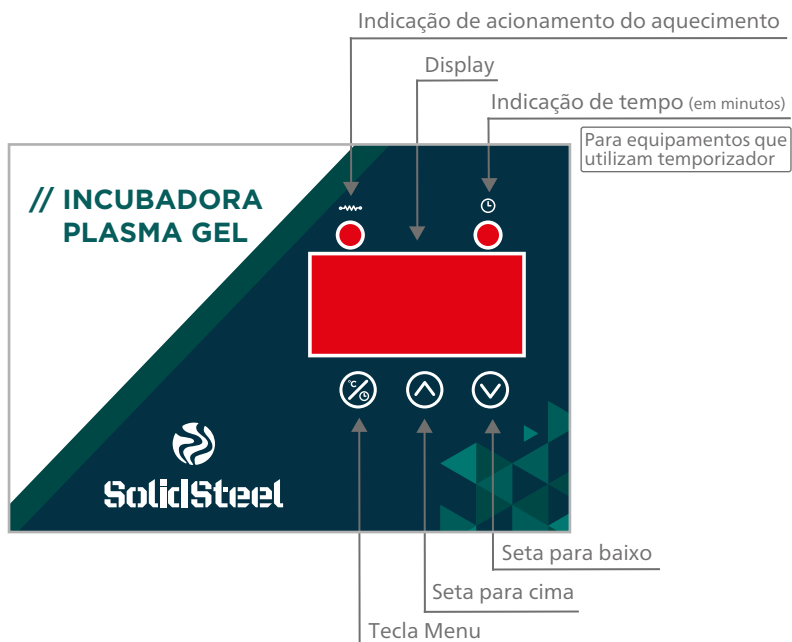 Indicação de acionamento do aquecimento
Display
Indicação de tempo (em minutos)
Para equipamentos que
utilizam temporizador
// INCUBADORA
PLASMA GEL
°C
SolidSteel
Seta para baixo
Seta para cima
Tecla Menu